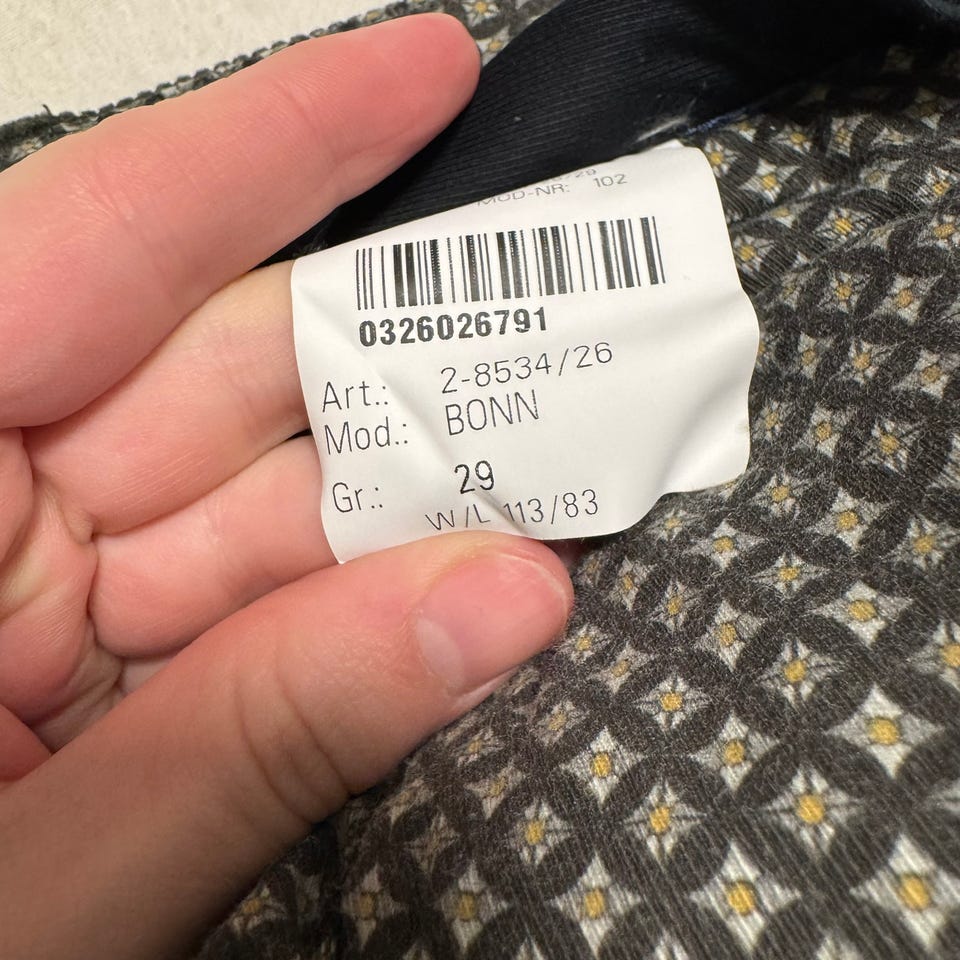 MOD-NR: 102
0326026791
Art.: 2-8534/26
Mod.: BONN
Gr.: 29
W/L 113/83